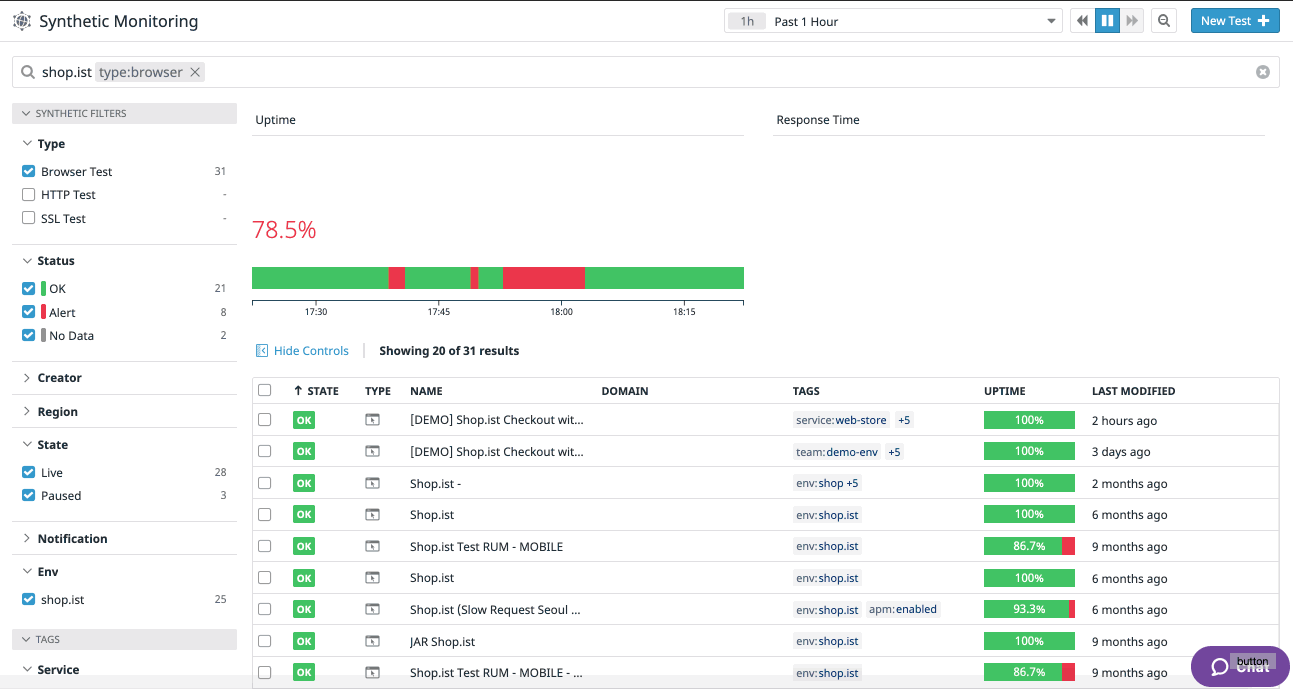 Synthetic Monitoring
1h Past 1 Hour
New Test +
shop.ist type:browser
SYNTHETIC FILTERS
Type
Browser Test 31
HTTP Test -
SSL Test -
Status
OK 21
Alert 8
No Data 2
Creator
Region
State
Live 28
Paused 3
Notification
Env
shop.ist 25
TAGS
Service
Uptime
78.5%
17:30 17:45 18:00 18:15
Response Time
Hide Controls Showing 20 of 31 results
STATE TYPE NAME DOMAIN TAGS UPTIME LAST MODIFIED
OK [DEMO] Shop.ist Checkout wit... service:web-store +5 100% 2 hours ago
OK [DEMO] Shop.ist Checkout wit... team:demo-env +5 100% 3 days ago
OK Shop.ist - env:shop +5 100% 2 months ago
OK Shop.ist env:shop.ist 100% 6 months ago
OK Shop.ist Test RUM - MOBILE env:shop.ist 86.7% 9 months ago
OK Shop.ist env:shop.ist 100% 6 months ago
OK Shop.ist (Slow Request Seoul ... env:shop.ist apm:enabled 93.3% 6 months ago
OK JAR Shop.ist env:shop.ist 100% 9 months ago
OK Shop.ist Test RUM - MOBILE - ... env:shop.ist 86.7% 9 months ago
Chat
button